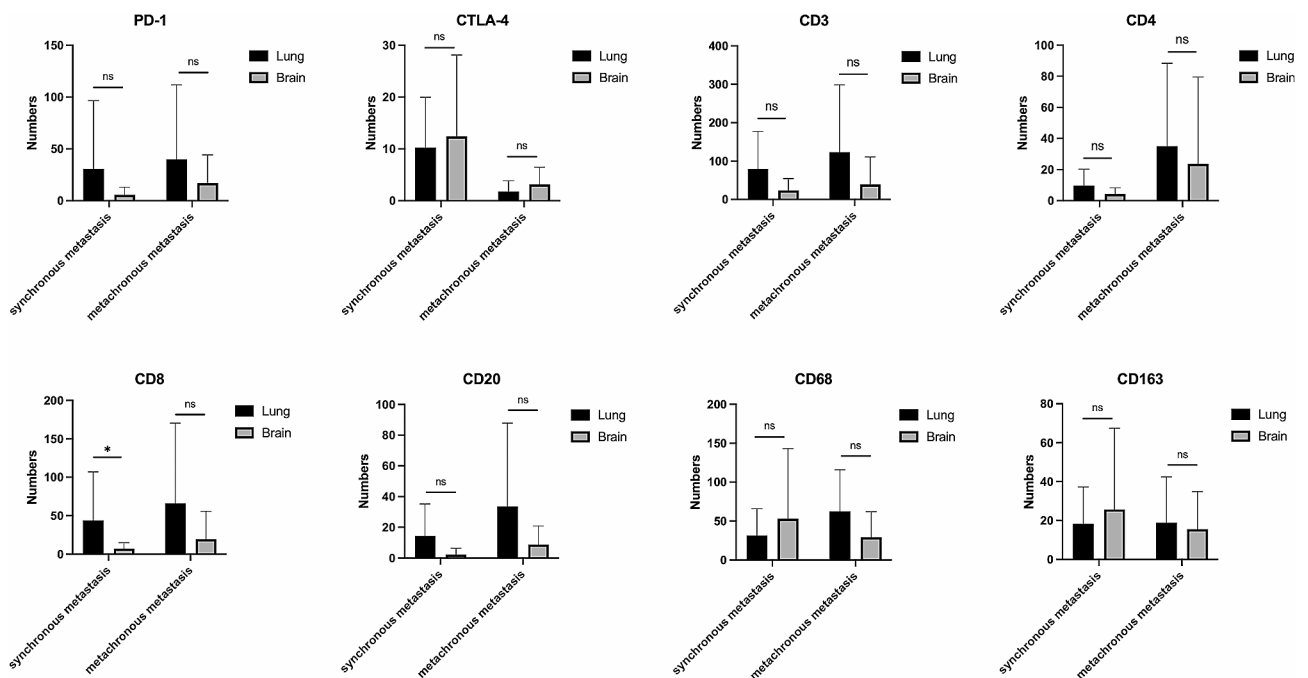 PD-1
150
100
50
0
Numbers
ns
ns
Lung
Brain
synchronous metastasis
metachronous metastasis
CTLA-4
30
20
10
0
Numbers
ns
ns
Lung
Brain
synchronous metastasis
metachronous metastasis
CD3
400
300
200
100
0
Numbers
ns
ns
Lung
Brain
synchronous metastasis
metachronous metastasis
CD4
100
80
60
40
20
0
Numbers
ns
ns
Lung
Brain
synchronous metastasis
metachronous metastasis
CD8
200
150
100
50
0
Numbers
*
ns
Lung
Brain
synchronous metastasis
metachronous metastasis
CD20
100
80
60
40
20
0
Numbers
ns
ns
Lung
Brain
synchronous metastasis
metachronous metastasis
CD68
200
150
100
50
0
Numbers
ns
ns
Lung
Brain
synchronous metastasis
metachronous metastasis
CD163
80
60
40
20
0
Numbers
ns
ns
Lung
Brain
synchronous metastasis
metachronous metastasis